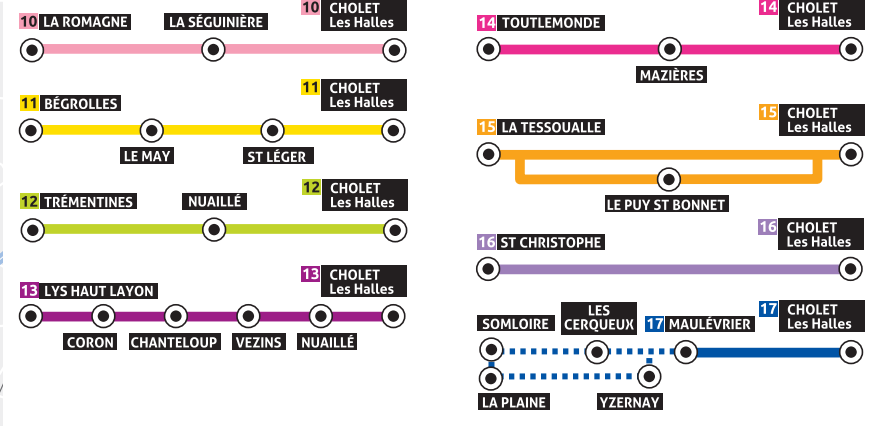 10 LA ROMAGNE
LA SÉGUINIÈRE
10 CHOLET
Les Halles
11 BÉGROLLES
11 CHOLET
Les Halles
LE MAY
ST LÉGER
12 TRÉMENTINES
NUAILLÉ
12 CHOLET
Les Halles
13 LYS HAUT LAYON
13 CHOLET
Les Halles
CORON
CHANTELOUP
VEZINS
NUAILLÉ
14 TOUTLEMONDE
14 CHOLET
Les Halles
MAZIÈRES
15 LA TESSOUALLE
15 CHOLET
Les Halles
LE PUY ST BONNET
16 ST CHRISTOPHE
16 CHOLET
Les Halles
SOMLOIRE
LES
CERQUEUX
17 MAULÉVRIER
17 CHOLET
Les Halles
LA PLAINE
YZERNAY